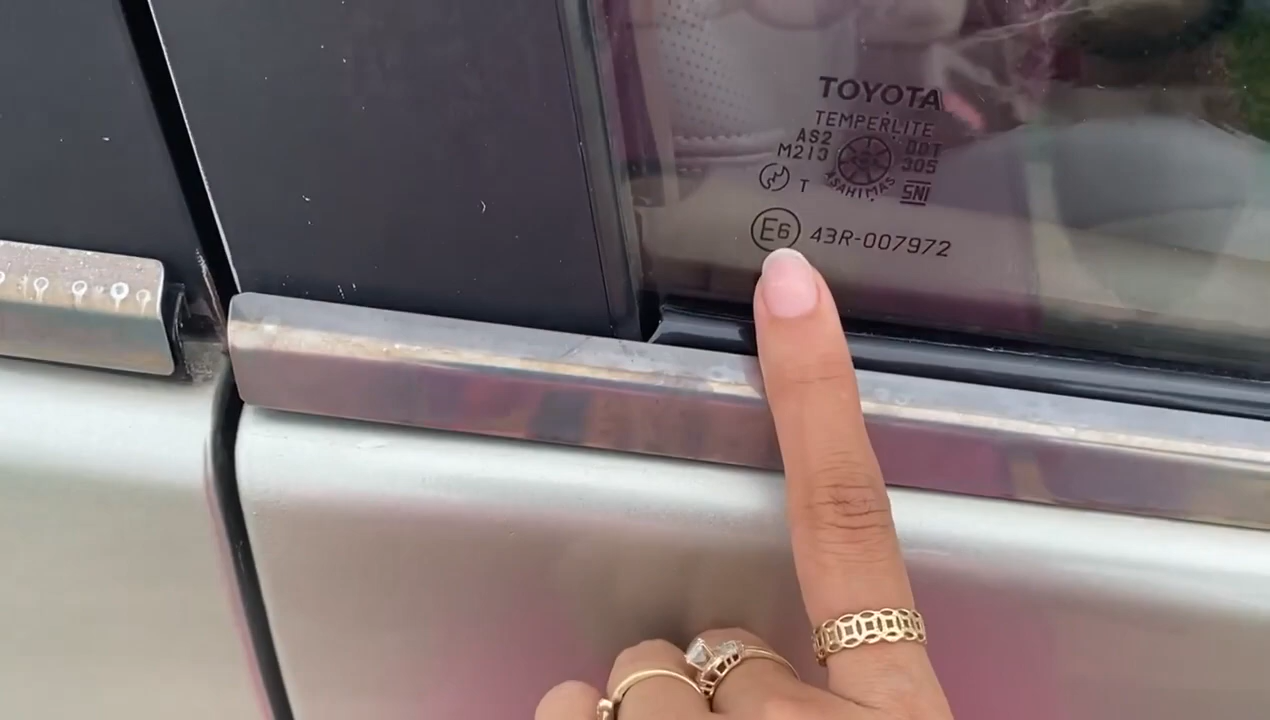 TOYOTA
TEMPERLITE
AS2
M213
DOT
305
ASAHIMAS
T
SNI
E6 43R-007972